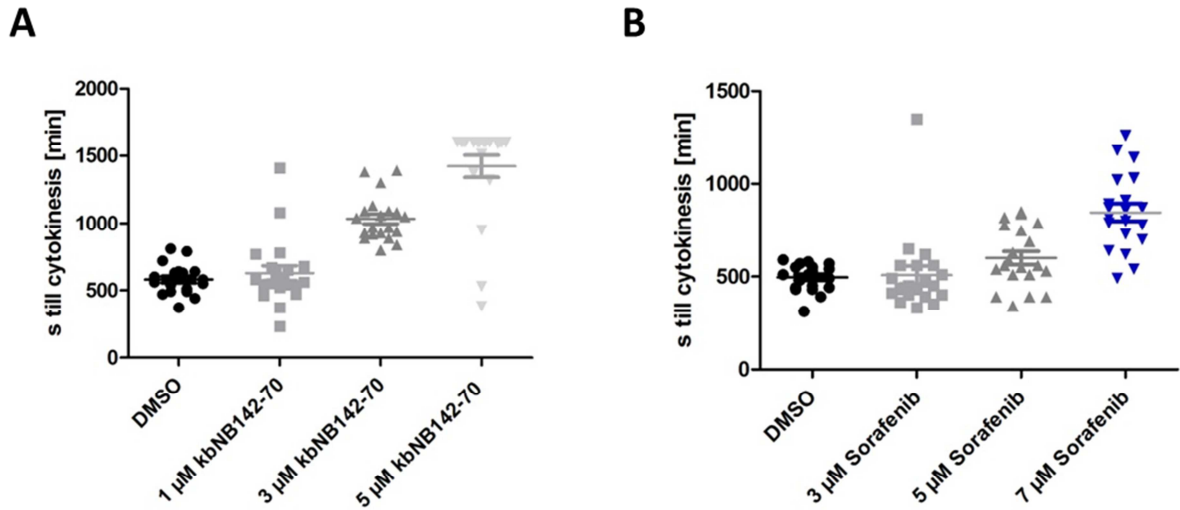 A
s till cytokinesis [min]
2000
1500
1000
500
0
DMSO
1 µM kbNB142-70
3 µM kbNB142-70
5 µM kbNB142-70
B
s till cytokinesis [min]
1500
1000
500
0
DMSO
3 µM Sorafenib
5 µM Sorafenib
7 µM Sorafenib